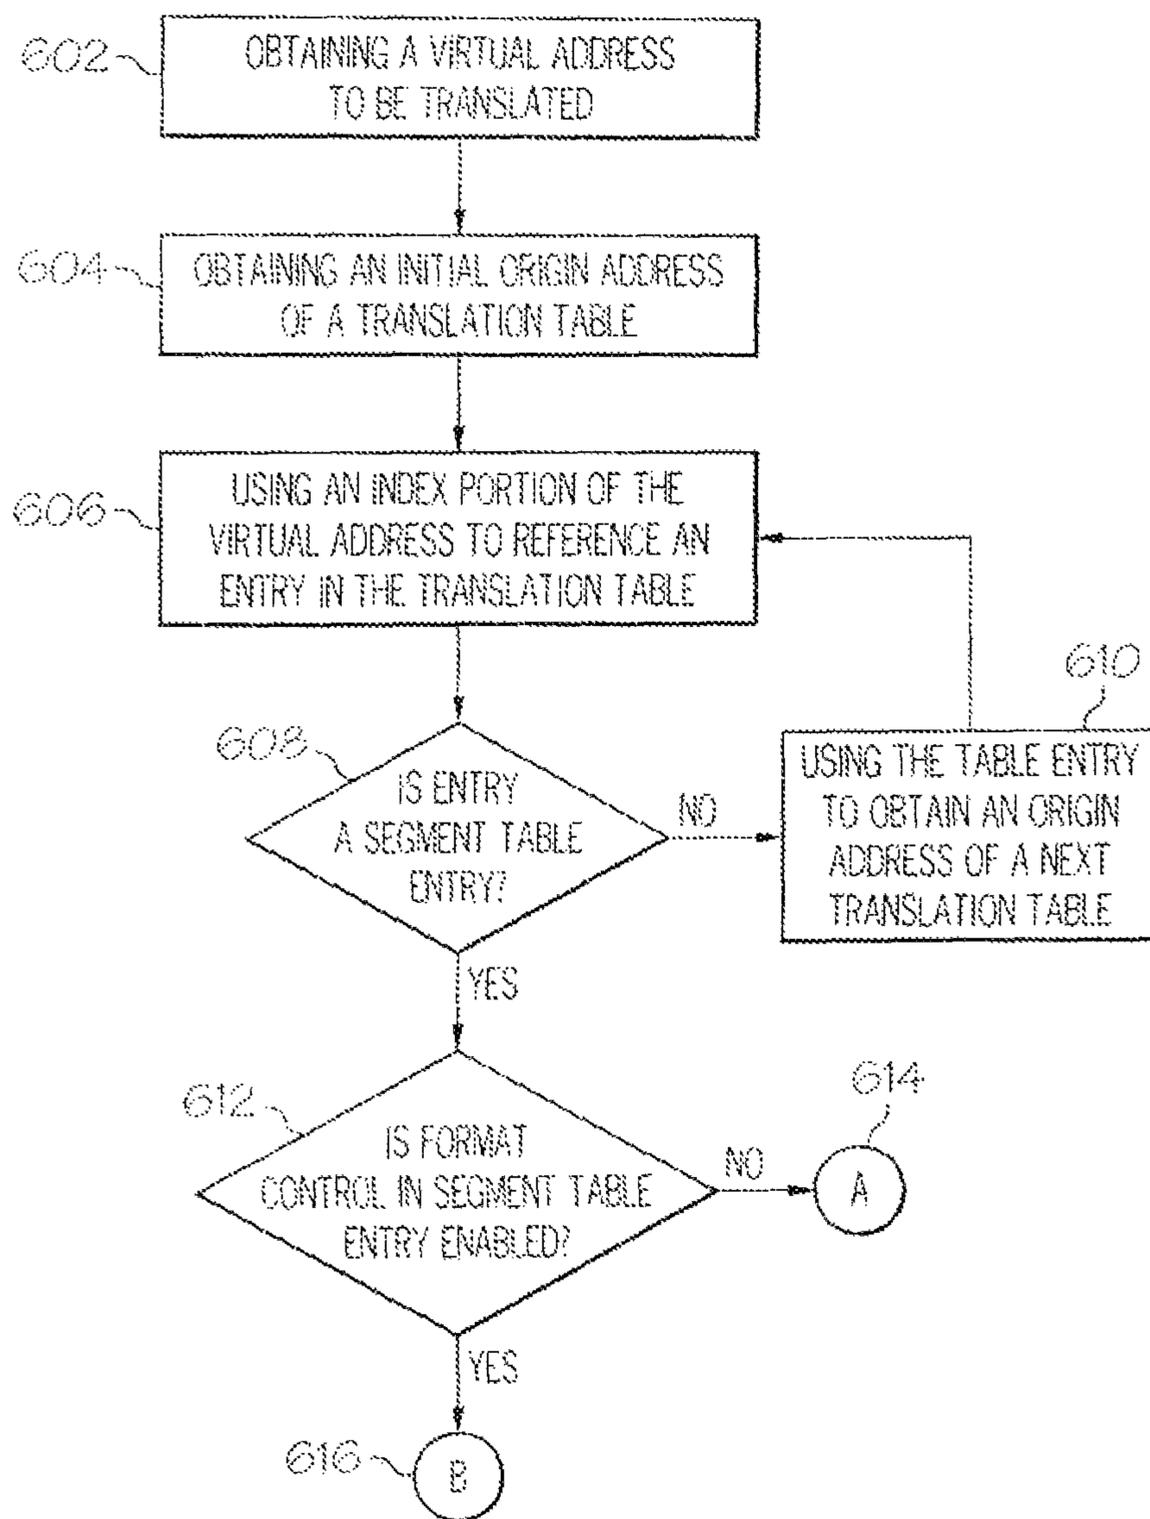 602
OBTAINING A VIRTUAL ADDRESS
TO BE TRANSLATED
604
OBTAINING AN INITIAL ORIGIN ADDRESS
OF A TRANSLATION TABLE
606
USING AN INDEX PORTION OF THE
VIRTUAL ADDRESS TO REFERENCE AN
ENTRY IN THE TRANSLATION TABLE
608
IS ENTRY
A SEGMENT TABLE
ENTRY?
NO
610
USING THE TABLE ENTRY
TO OBTAIN AN ORIGIN
ADDRESS OF A NEXT
TRANSLATION TABLE
YES
612
IS FORMAT
CONTROL IN SEGMENT TABLE
ENTRY ENABLED?
NO
614
A
YES
616
B